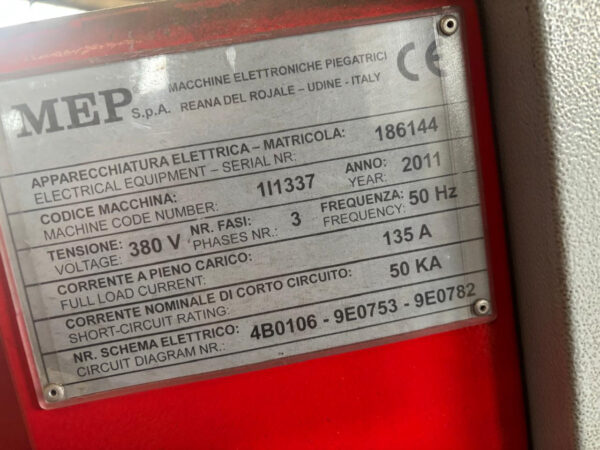 MEP S.p.A.
MACCHINE ELETTRONICHE PIEGATRICI
REANA DEL ROJALE – UDINE - ITALY
CE
APPARECCHIATURA ELETTRICA – MATRICOLA: 186144
ELECTRICAL EQUIPMENT – SERIAL NR:
CODICE MACCHINA: 1I1337 ANNO: 2011
MACHINE CODE NUMBER: YEAR:
TENSIONE: 380 V NR. FASI: 3 FREQUENZA: 50 Hz
VOLTAGE: PHASES NR.: FREQUENCY:
CORRENTE A PIENO CARICO: 135 A
FULL LOAD CURRENT:
CORRENTE NOMINALE DI CORTO CIRCUITO: 50 KA
SHORT-CIRCUIT RATING:
NR. SCHEMA ELETTRICO: 4B0106 - 9E0753 - 9E0782
CIRCUIT DIAGRAM NR.: